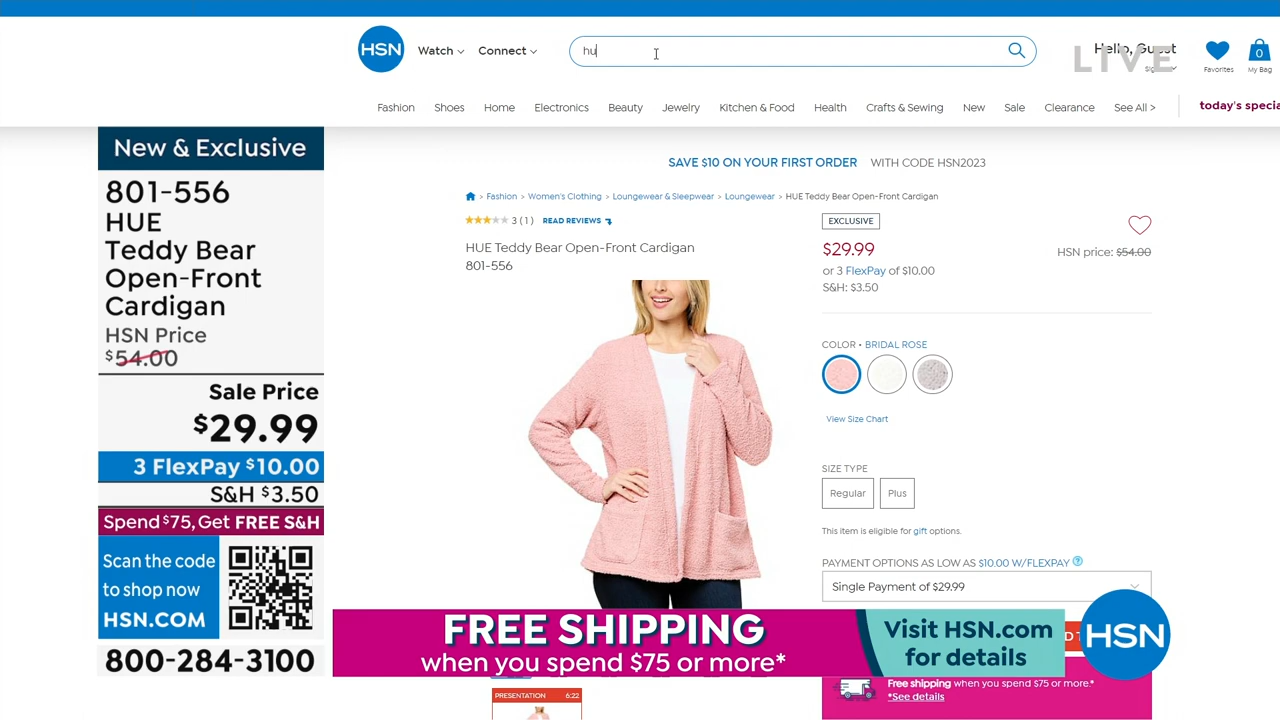 HSN
Watch
Connect
hu
Hello, Guest
LIVE
Favorites
0
My Bag
Fashion
Shoes
Home
Electronics
Beauty
Jewelry
Kitchen & Food
Health
Crafts & Sewing
New
Sale
Clearance
See All >
today's specia
New & Exclusive
801-556
HUE
Teddy Bear
Open-Front
Cardigan
HSN Price
$54.00
Sale Price
$29.99
3 FlexPay $10.00
S&H $3.50
Spend $75, Get FREE S&H
Scan the code
to shop now
HSN.COM
800-284-3100
SAVE $10 ON YOUR FIRST ORDER WITH CODE HSN2023
> Fashion > Women's Clothing > Loungewear & Sleepwear > Loungewear > HUE Teddy Bear Open-Front Cardigan
3 ( 1 ) READ REVIEWS
HUE Teddy Bear Open-Front Cardigan
801-556
EXCLUSIVE
$29.99
HSN price: $54.00
or 3 FlexPay of $10.00
S&H: $3.50
COLOR • BRIDAL ROSE
View Size Chart
SIZE TYPE
Regular
Plus
This item is eligible for gift options.
PAYMENT OPTIONS AS LOW AS $10.00 W/FLEXPAY ?
Single Payment of $29.99
FREE SHIPPING
when you spend $75 or more*
Visit HSN.com
for details
HSN
Free shipping when you spend $75 or more.*
*See details
PRESENTATION 6:22